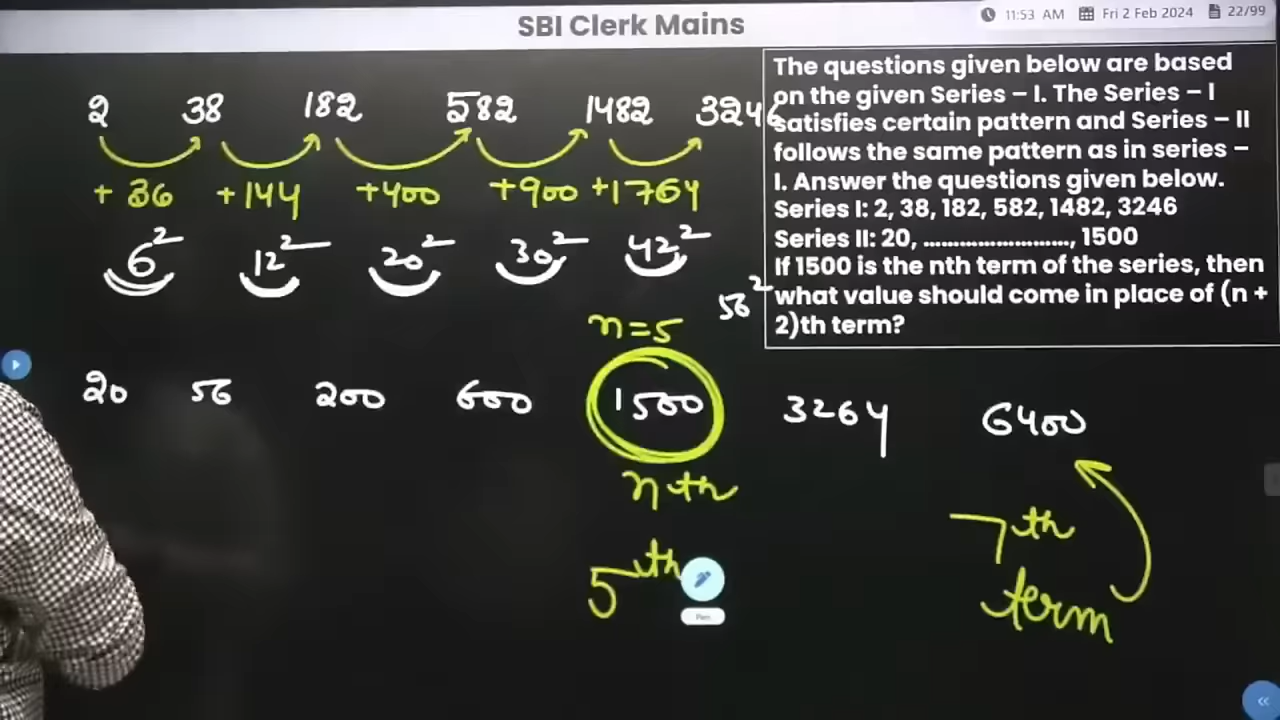 SBI Clerk Mains
11:53 AM Fri 2 Feb 2024 22/99
The questions given below are based
on the given Series – I. The Series – I
satisfies certain pattern and Series – II
follows the same pattern as in series –
I. Answer the questions given below.
Series I: 2, 38, 182, 582, 1482, 3246
Series II: 20, ............................, 1500
If 1500 is the nth term of the series, then
what value should come in place of (n +
2)th term?
2 38 182 582 1482 3246
+36 +144 +400 +900 +1764
6² 12² 20² 30² 42²
56²
n=5
20 56 200 600 1500 3264 6400
nth
5th
7th
term
Pen